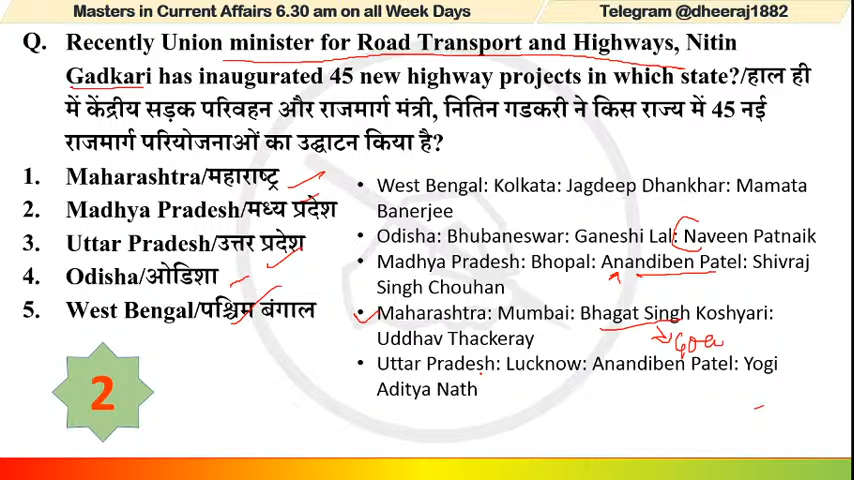 Masters in Current Affairs 6.30 am on all Week Days
Telegram @dheeraj1882
Q. Recently Union minister for Road Transport and Highways, Nitin
Gadkari has inaugurated 45 new highway projects in which state?/हाल ही
में केंद्रीय सड़क परिवहन और राजमार्ग मंत्री, नितिन गडकरी ने किस राज्य में 45 नई
राजमार्ग परियोजनाओं का उद्घाटन किया है?
1. Maharashtra/महाराष्ट्र
2. Madhya Pradesh/मध्य प्रदेश
3. Uttar Pradesh/उत्तर प्रदेश
4. Odisha/ओडिशा
5. West Bengal/पश्चिम बंगाल
• West Bengal: Kolkata: Jagdeep Dhankhar: Mamata
Banerjee
• Odisha: Bhubaneswar: Ganeshi Lal: Naveen Patnaik
• Madhya Pradesh: Bhopal: Anandiben Patel: Shivraj
Singh Chouhan
• Maharashtra: Mumbai: Bhagat Singh Koshyari:
Uddhav Thackeray
• Uttar Pradesh: Lucknow: Anandiben Patel: Yogi
Aditya Nath
2